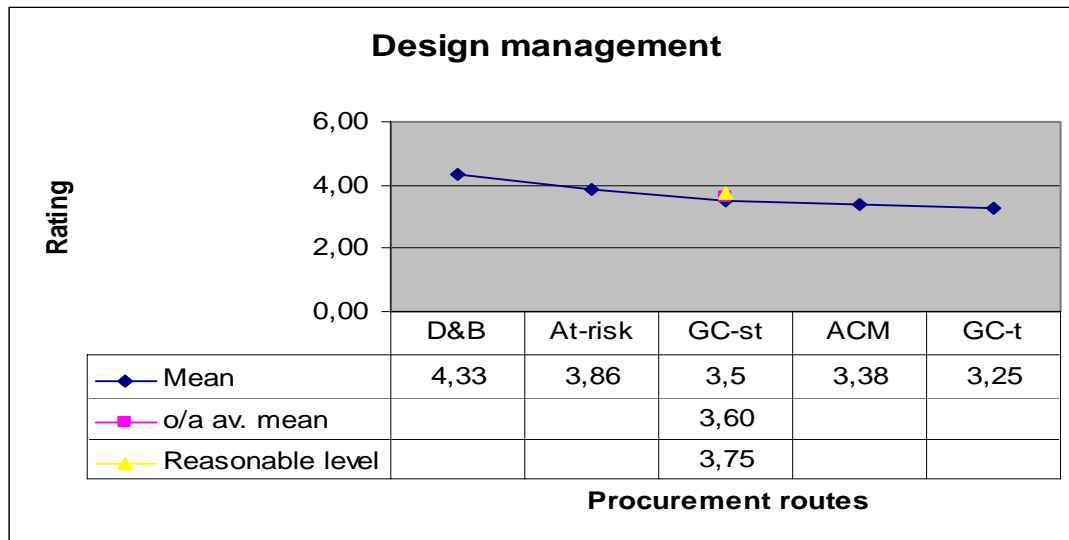 Design management
Rating
6,00
4,00
2,00
0,00
D&B At-risk GC-st ACM GC-t
Mean 4,33 3,86 3,5 3,38 3,25
o/a av. mean 3,60
Reasonable level 3,75
Procurement routes